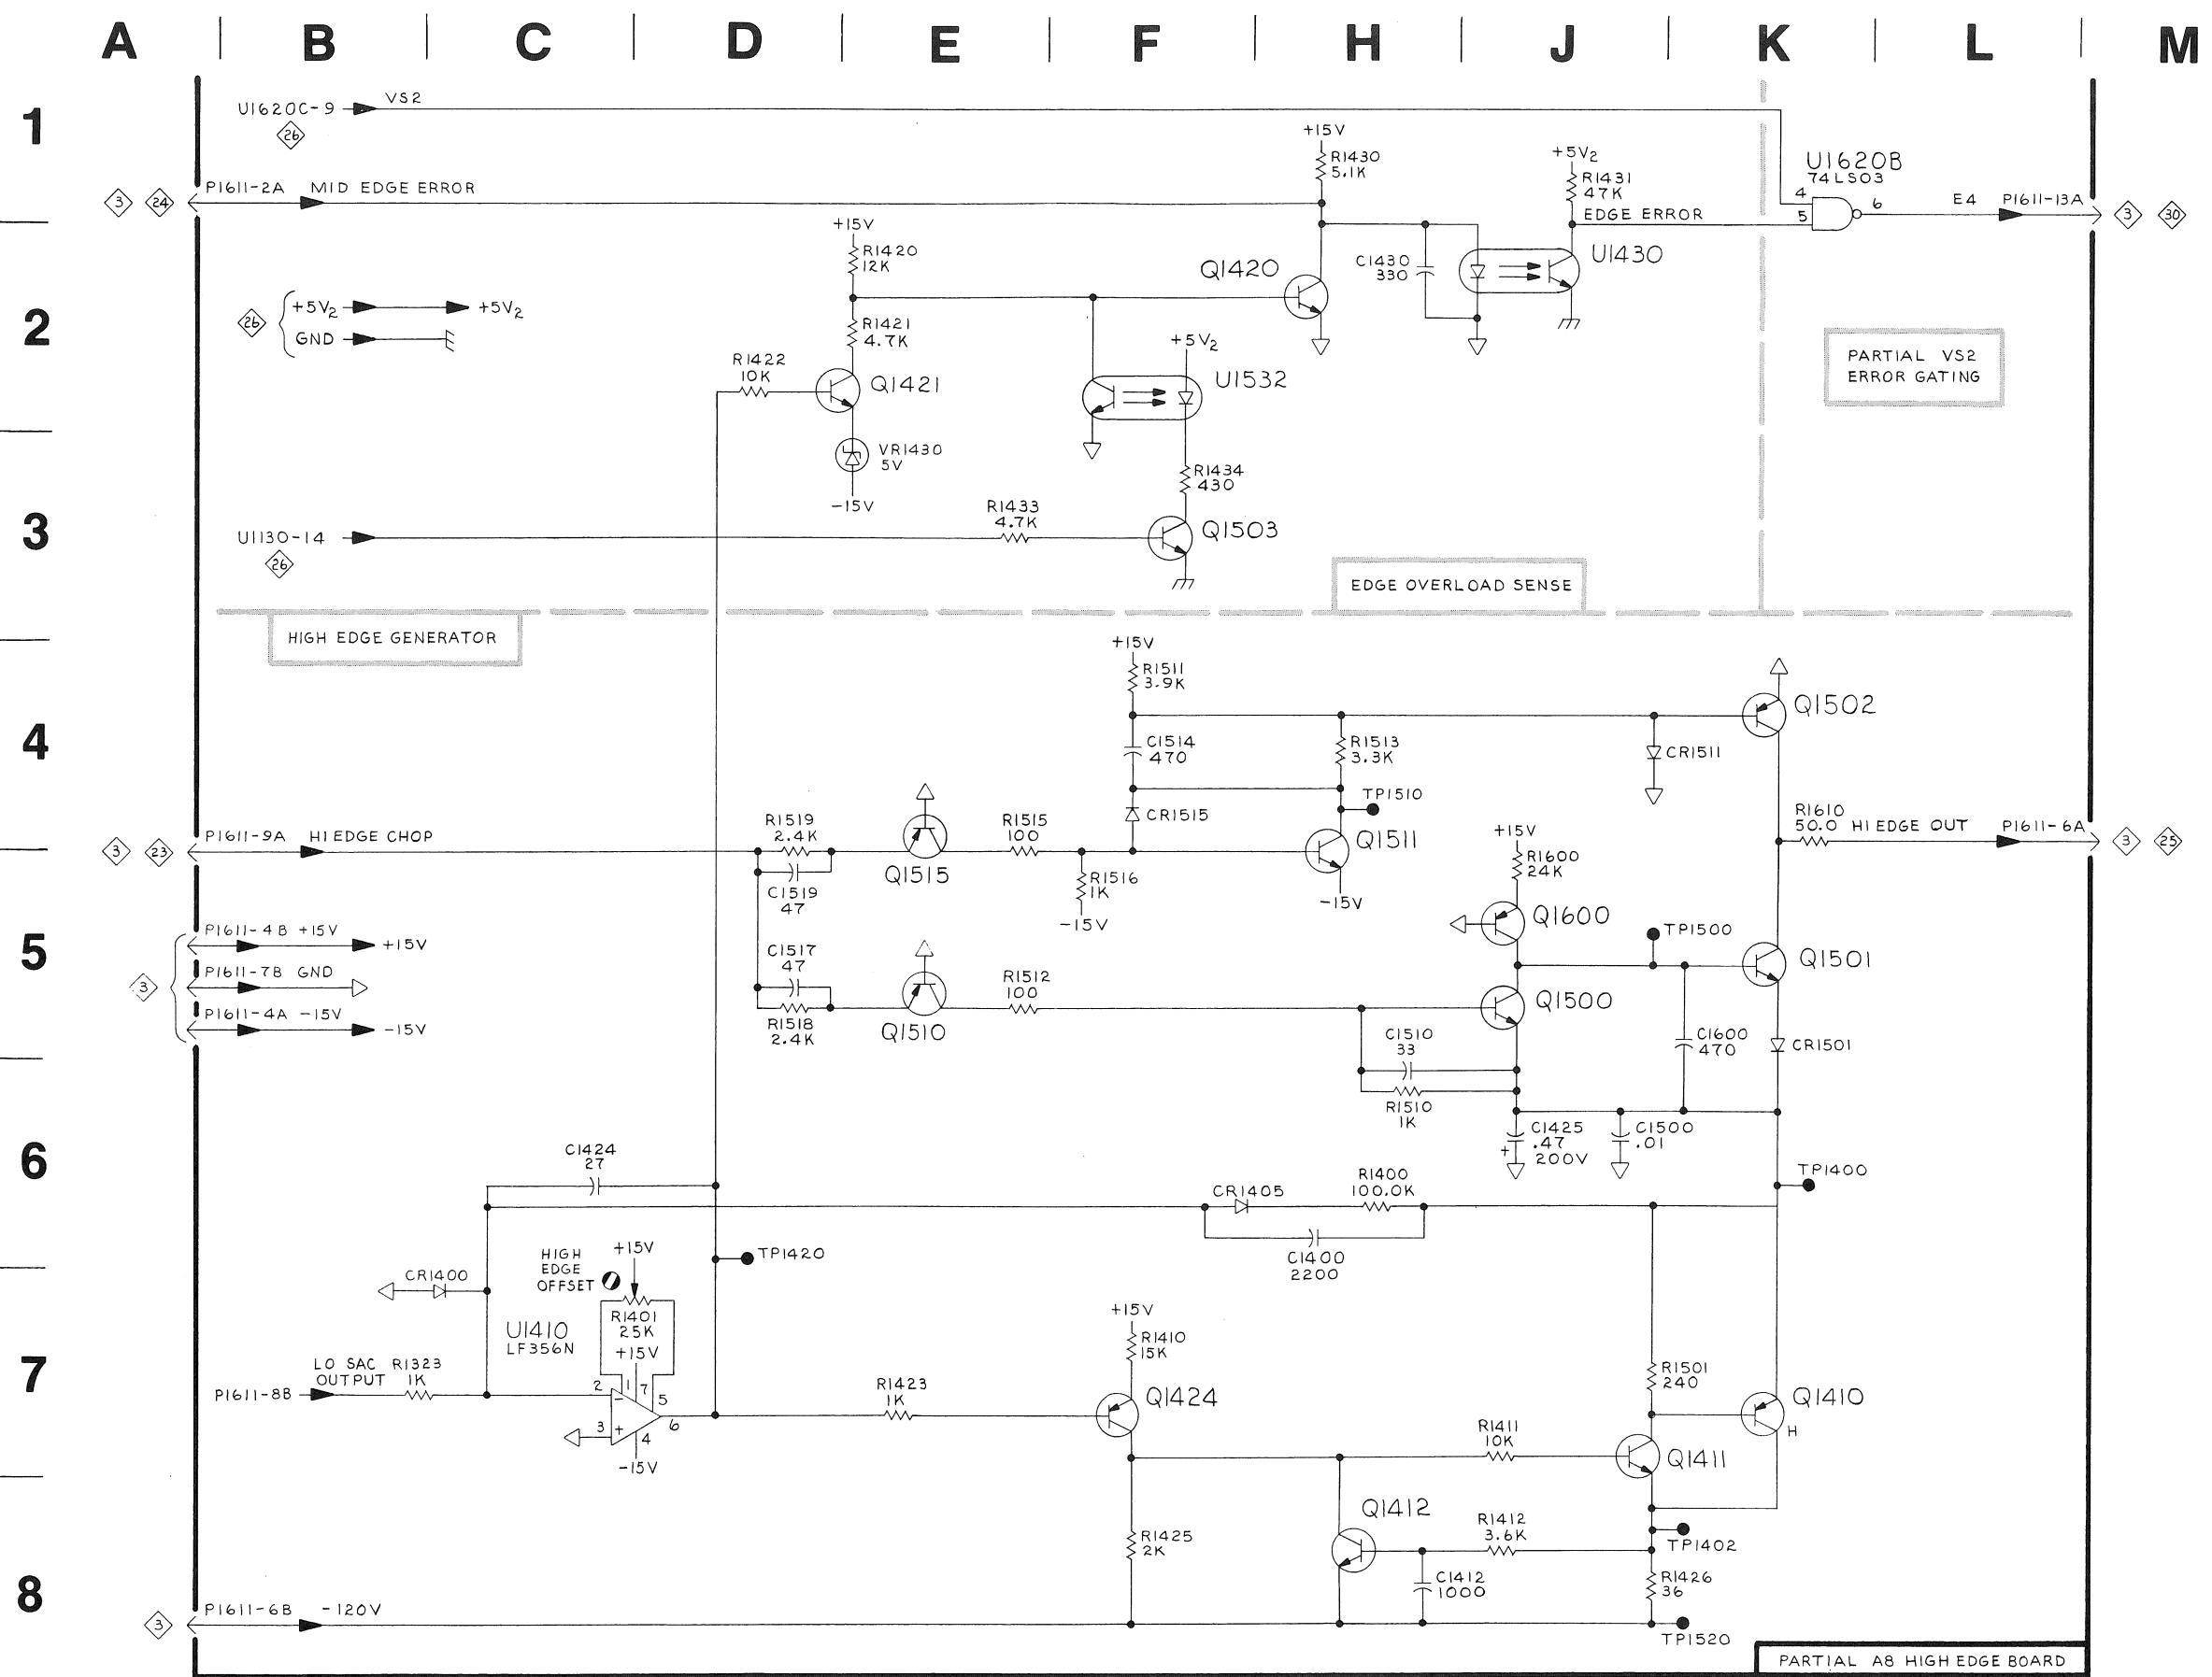 A B C D E F H J K L M
1
U1620C-9 VS2
26
+15V
R1430
5.1K
+5V2
R1431
47K
U1620B
74LS03
4
5
6
3 24 P1611-2A MID EDGE ERROR
EDGE ERROR
E4 P1611-13A 3 30
2
+15V
R1420
12K
Q1420
C1430
330
U1430
26 +5V2 +5V2
GND
R1421
4.7K
+5V2
R1422
10K
Q1421
U1532
PARTIAL VS2
ERROR GATING
VR1430
5V
-15V
R1434
430
3
R1433
4.7K
Q1503
U1130-14
26
EDGE OVERLOAD SENSE
HIGH EDGE GENERATOR
4
+15V
R1511
3.9K
Q1502
C1514
470
R1513
3.3K
CR1511
TP1510
CR1515
R1519
2.4K
R1515
100
Q1511
R1610
50.0 HI EDGE OUT P1611-6A 3 25
3 23 P1611-9A HI EDGE CHOP
Q1515
C1519
47
R1516
1K
-15V
-15V
+15V
R1600
24K
5
Q1600
TP1500
P1611-4B +15V +15V
3 P1611-7B GND
P1611-4A -15V -15V
C1517
47
R1512
100
Q1501
R1518
2.4K
Q1510
Q1500
C1510
33
C1600
470
CR1501
R1510
1K
6
C1425
.47
+
200V
C1500
.01
C1424
27
TP1400
CR1405
R1400
100.0K
C1400
2200
TP1420
+15V
HIGH
EDGE
OFFSET
CR1400
R1401
25K
+15V
U1410
LF356N
7
LO SAC
OUTPUT
R1323
1K
P1611-8B
2 1 7 5
- +
3 4 6
-15V
R1423
1K
+15V
R1410
15K
Q1424
R1501
240
Q1410
H
R1411
10K
Q1411
8
Q1412
R1425
2K
R1412
3.6K
TP1402
C1412
1000
R1426
36
3 P1611-6B -120V
TP1520
PARTIAL A8 HIGH EDGE BOARD